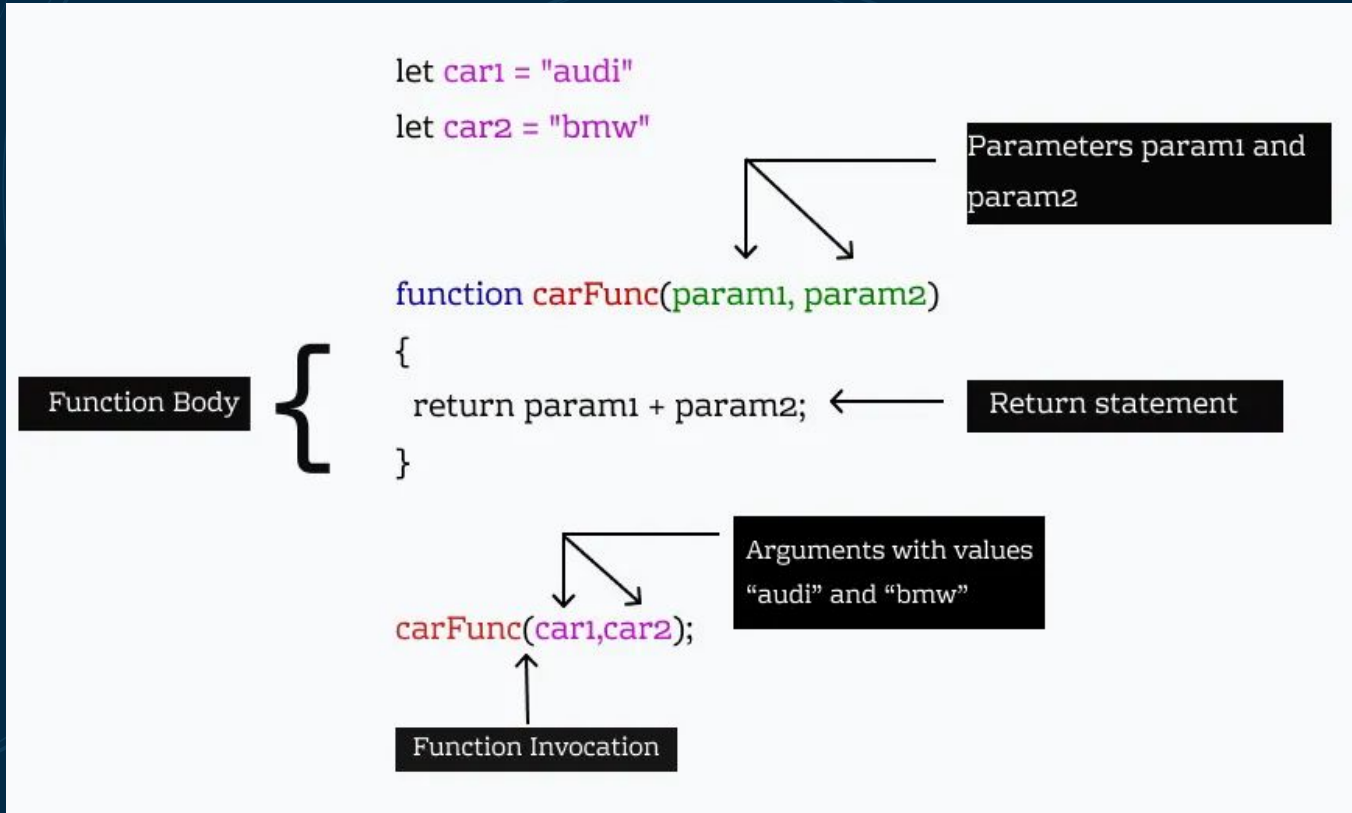 let car1 = "audi"
let car2 = "bmw"
Parameters param1 and
param2
function carFunc(param1, param2)
{
Function Body
{
return param1 + param2;
Return statement
}
Arguments with values
“audi” and “bmw”
carFunc(car1,car2);
Function Invocation